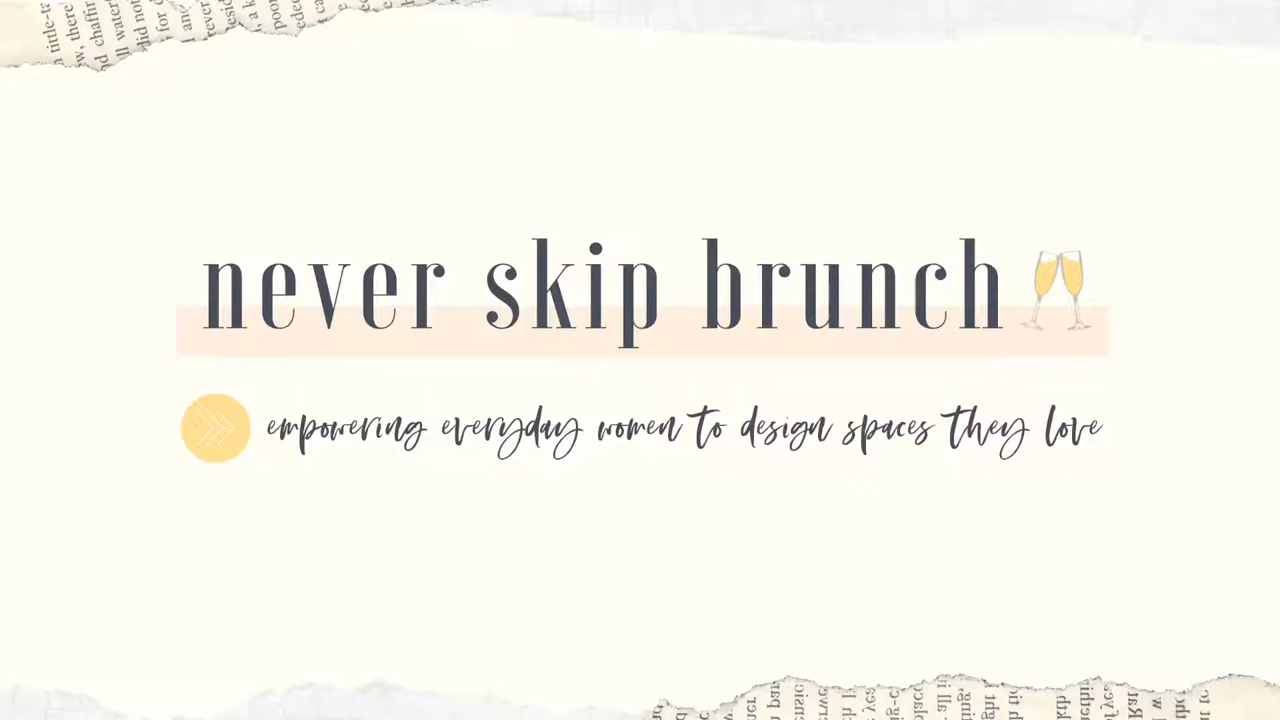 never skip brunch
empowering everyday women to design spaces they love